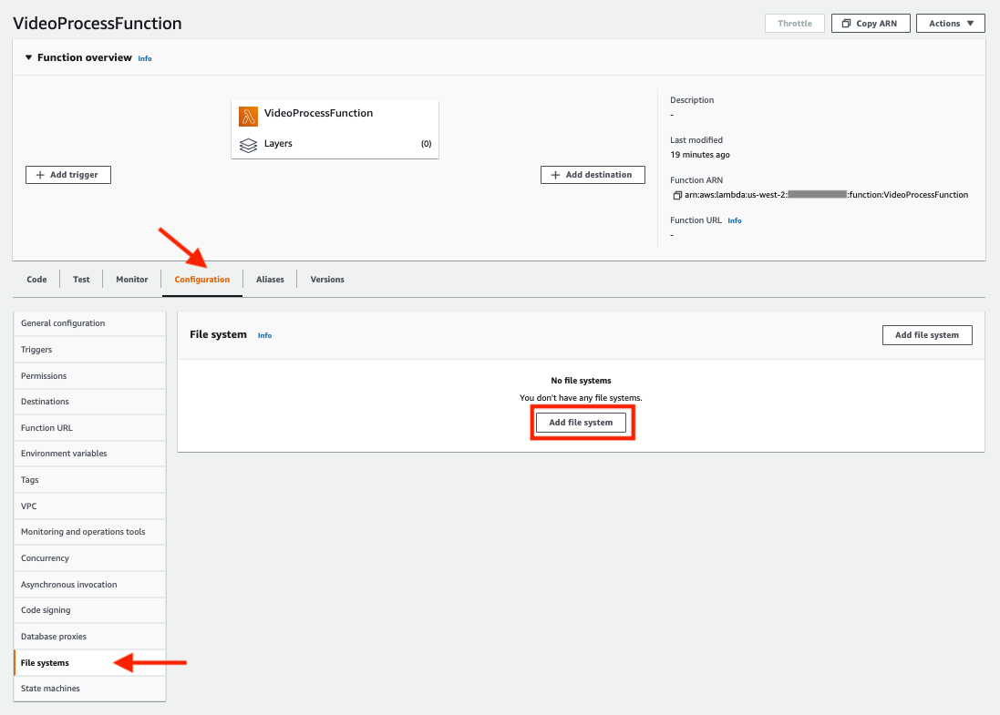 VideoProcessFunction
Throttle
Copy ARN
Actions
Function overview Info
VideoProcessFunction
Layers (0)
Add trigger
Add destination
Description
-
Last modified
19 minutes ago
Function ARN
arn:aws:lambda:us-west-2: :function:VideoProcessFunction
Function URL Info
-
Code Test Monitor Configuration Aliases Versions
General configuration
Triggers
Permissions
Destinations
Function URL
Environment variables
Tags
VPC
Monitoring and operations tools
Concurrency
Asynchronous invocation
Code signing
Database proxies
File systems
State machines
File system Info
Add file system
No file systems
You don't have any file systems.
Add file system